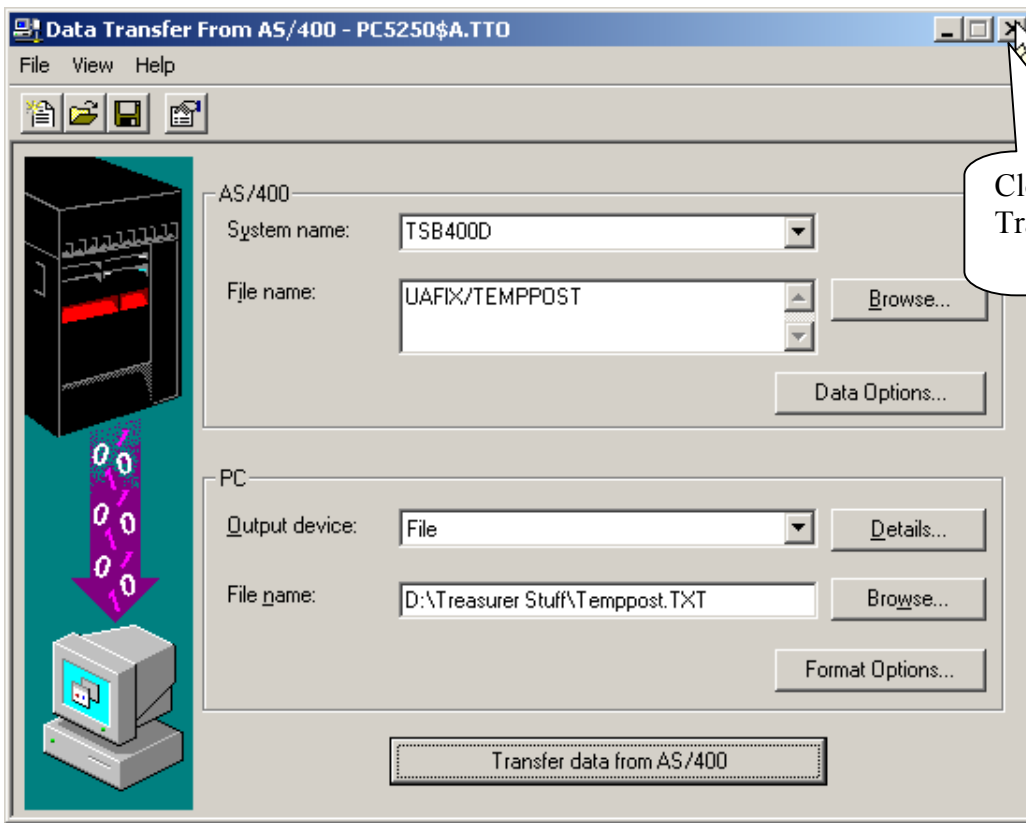 Data Transfer From AS/400 - PC5250$A.TTO
File View Help
AS/400
System name:
TSB400D
File name:
UAFIX/TEMPPOST
Browse...
Data Options...
PC
Output device:
File
Details...
File name:
D:\Treasurer Stuff\Temppost.TXT
Browse...
Format Options...
Transfer data from AS/400